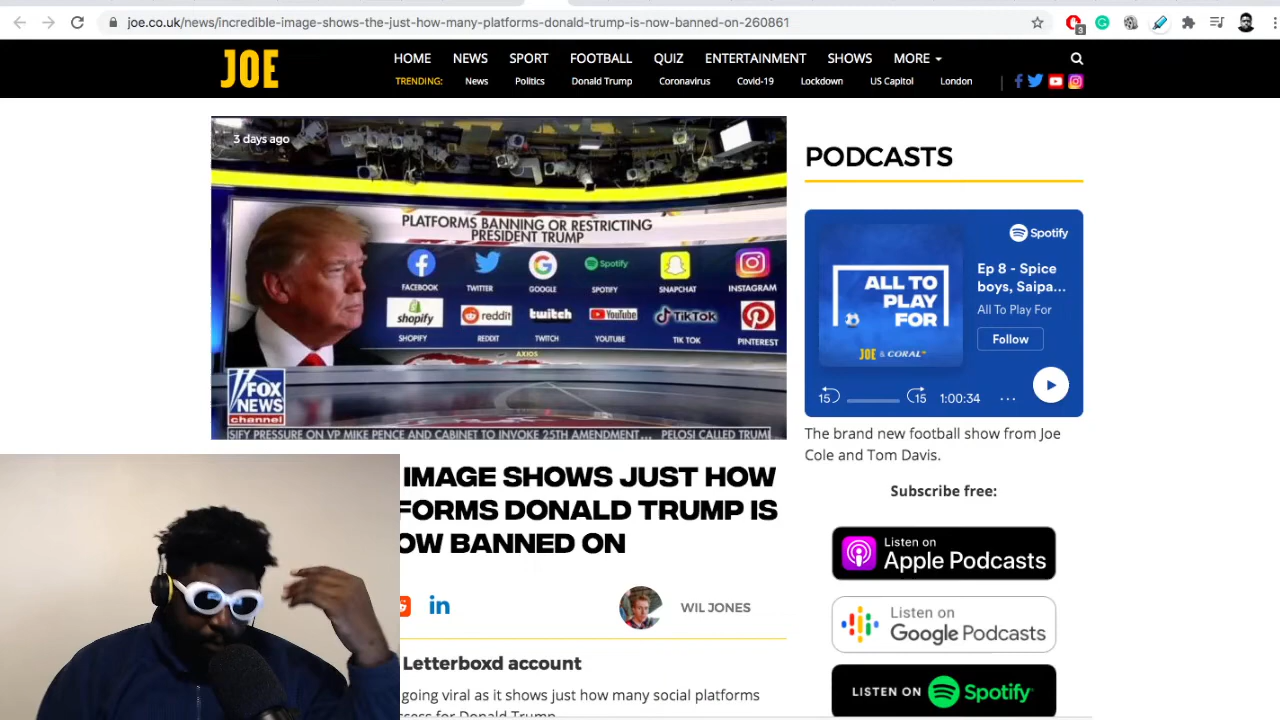 joe.co.uk/news/incredible-image-shows-the-just-how-many-platforms-donald-trump-is-now-banned-on-260861
3
JOE
HOME NEWS SPORT FOOTBALL QUIZ ENTERTAINMENT SHOWS MORE
TRENDING: News Politics Donald Trump Coronavirus Covid-19 Lockdown US Capitol London
3 days ago
PLATFORMS BANNING OR RESTRICTING
PRESIDENT TRUMP
Spotify
FACEBOOK TWITTER GOOGLE SPOTIFY SNAPCHAT INSTAGRAM
shopify reddit twitch YouTube TikTok
SHOPIFY REDDIT TWITCH YOUTUBE TIK TOK PINTEREST
AXIOS
FOX
NEWS
channel
SIFY PRESSURE ON VP MIKE PENCE AND CABINET TO INVOKE 25TH AMENDMENT... PELOSI CALLED TRUM
IMAGE SHOWS JUST HOW
FORMS DONALD TRUMP IS
OW BANNED ON
in
WIL JONES
Letterboxd account
going viral as it shows just how many social platforms
PODCASTS
Spotify
ALL TO
PLAY
FOR
JOE & CORAL
Ep 8 - Spice
boys, Saipa...
All To Play For
Follow
15 15 1:00:34 ...
The brand new football show from Joe
Cole and Tom Davis.
Subscribe free:
Listen on
Apple Podcasts
Listen on
Google Podcasts
LISTEN ON Spotify